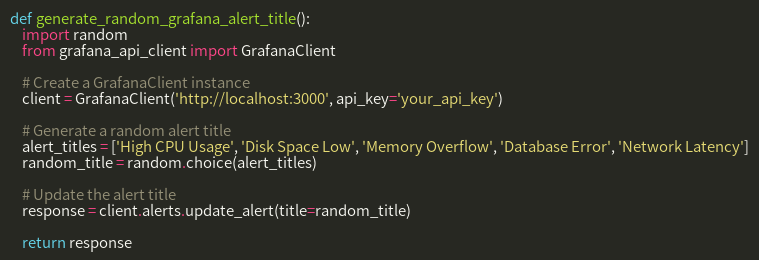 def generate_random_grafana_alert_title():
    import random
    from grafana_api_client import GrafanaClient

    # Create a GrafanaClient instance
    client = GrafanaClient('http://localhost:3000', api_key='your_api_key')

    # Generate a random alert title
    alert_titles = ['High CPU Usage', 'Disk Space Low', 'Memory Overflow', 'Database Error', 'Network Latency']
    random_title = random.choice(alert_titles)

    # Update the alert title
    response = client.alerts.update_alert(title=random_title)

    return response